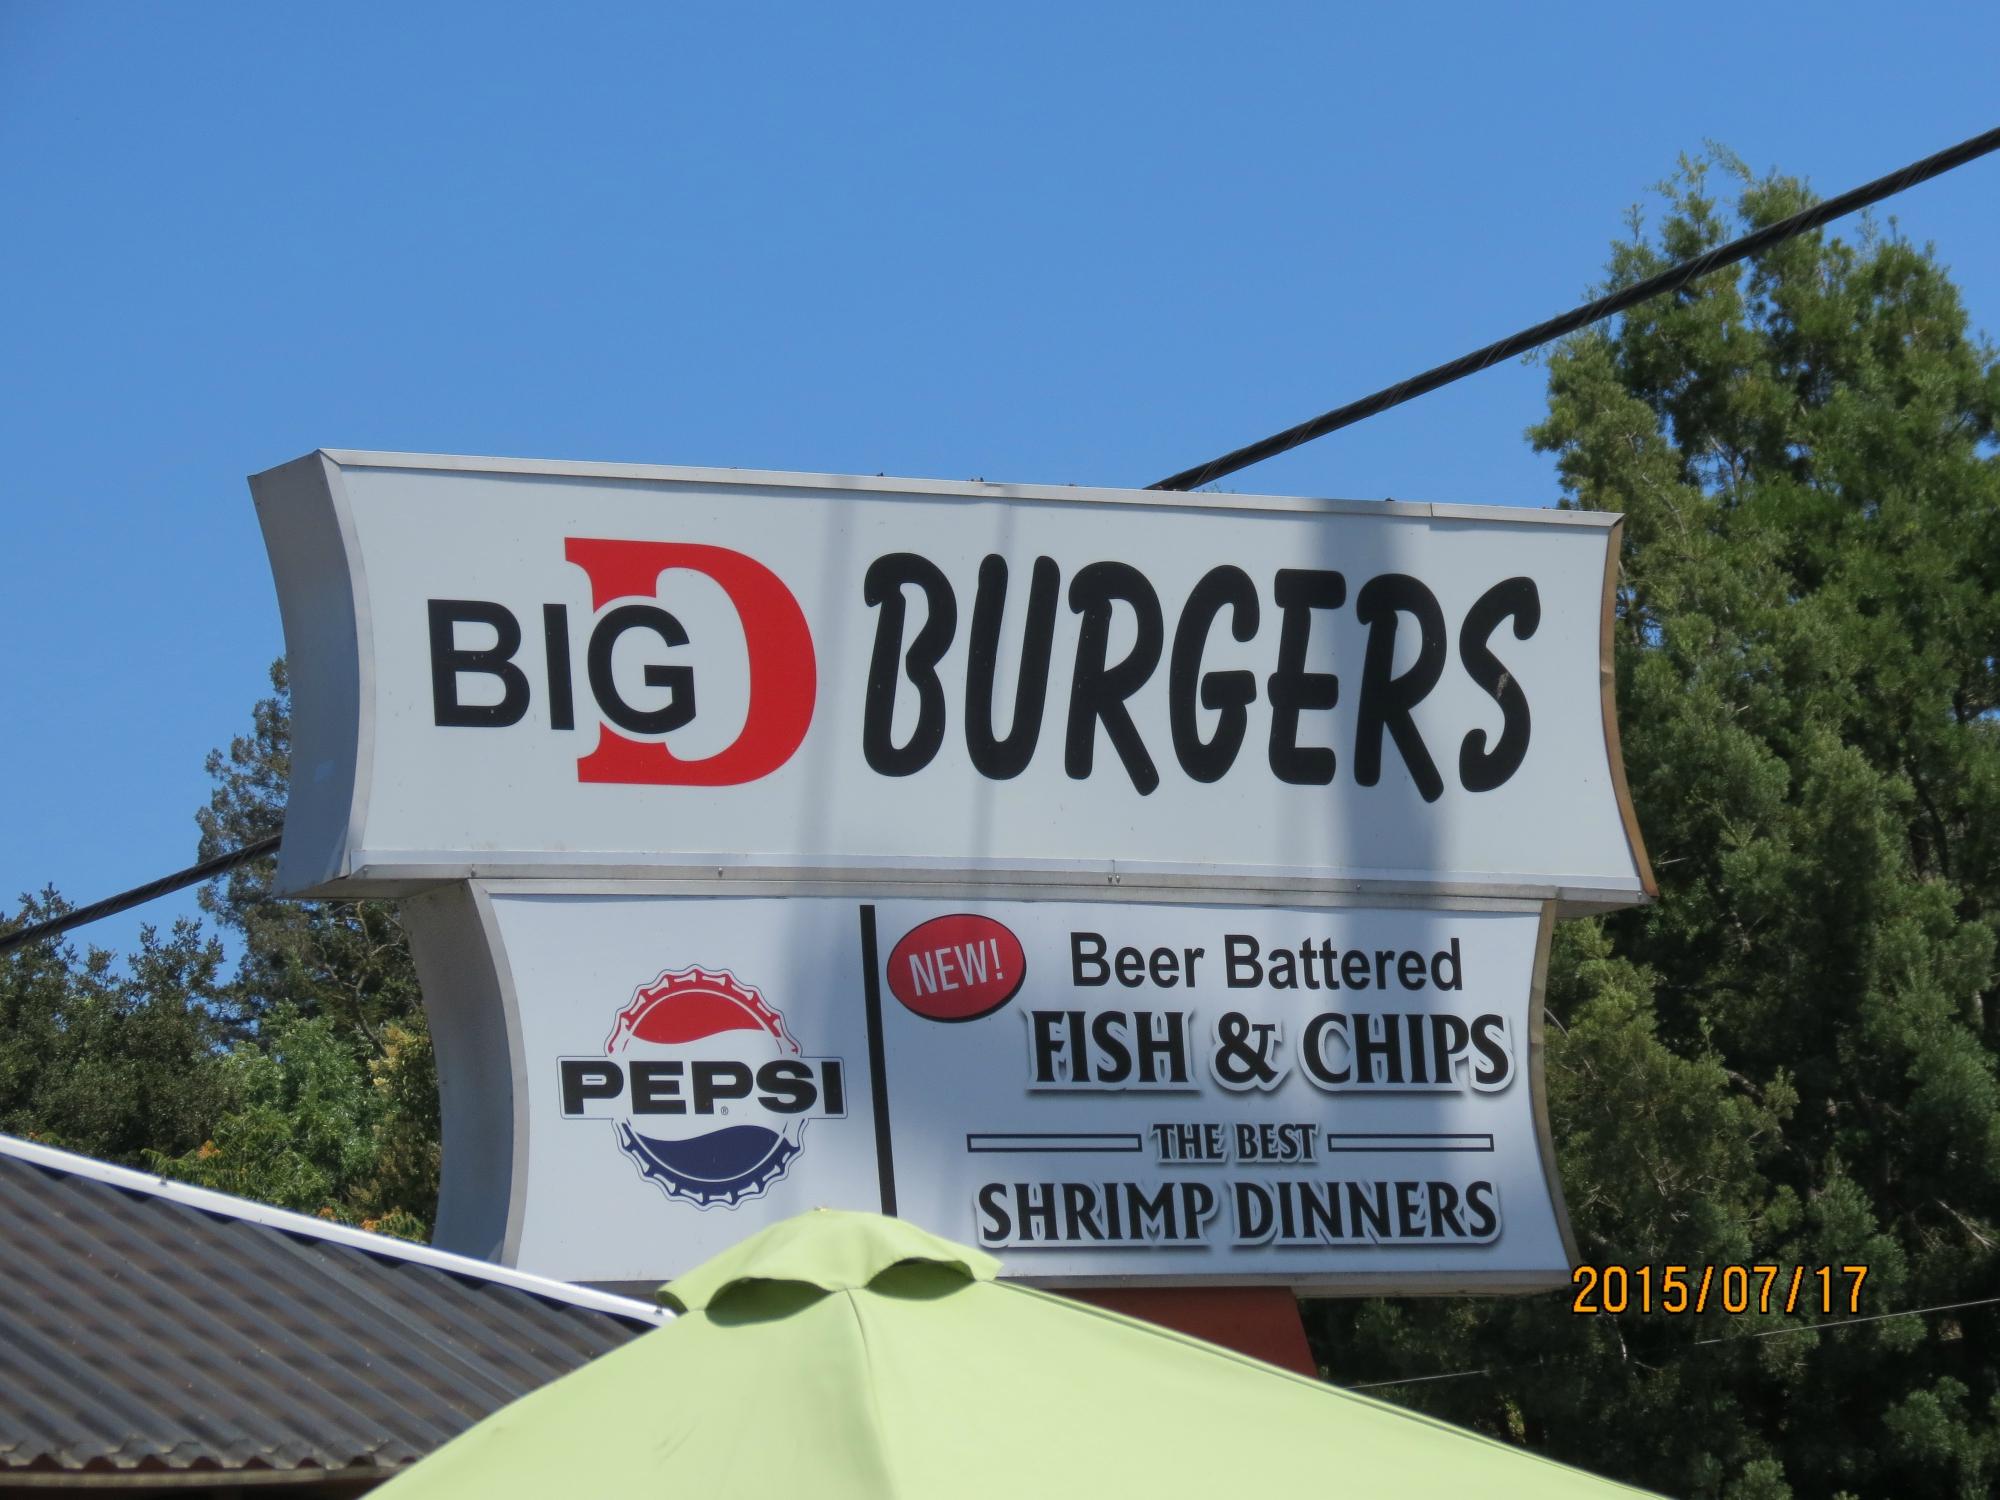 BIG D BURGERS
PEPSI
®
NEW!
Beer Battered
FISH & CHIPS
THE BEST
SHRIMP DINNERS
2015/07/17